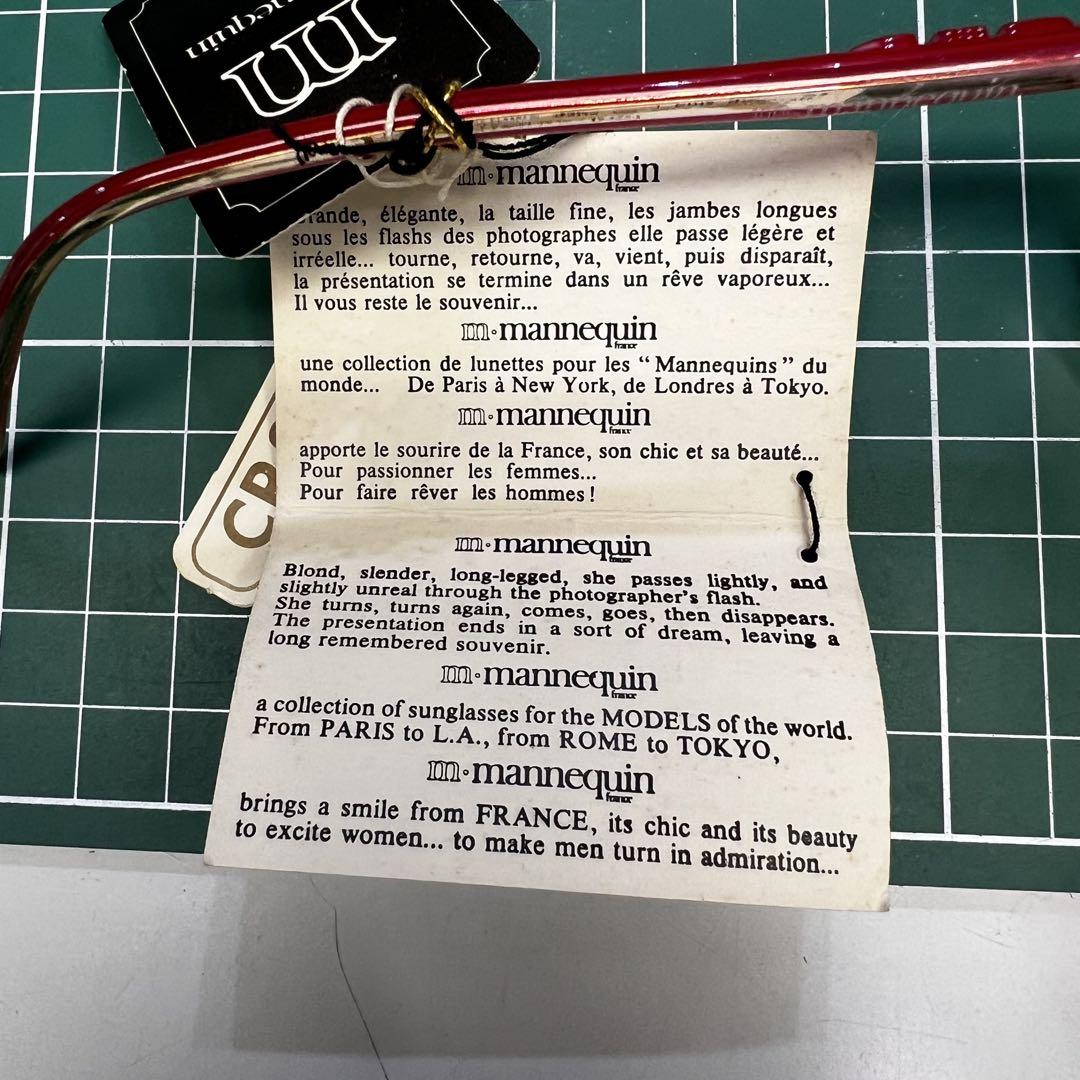 mannequin
m
m·mannequin
france
Grande, élégante, la taille fine, les jambes longues
sous les flashs des photographes elle passe légère et
irréelle... tourne, retourne, va, vient, puis disparaît,
la présentation se termine dans un rêve vaporeux...
Il vous reste le souvenir...
m·mannequin
france
une collection de lunettes pour les “ Mannequins ” du
monde... De Paris à New York, de Londres à Tokyo.
m·mannequin
france
apporte le sourire de la France, son chic et sa beauté...
Pour passionner les femmes...
Pour faire rêver les hommes !
m·mannequin
france
Blond, slender, long-legged, she passes lightly, and
slightly unreal through the photographer's flash.
She turns, turns again, comes, goes, then disappears.
The presentation ends in a sort of dream, leaving a
long remembered souvenir.
m·mannequin
france
a collection of sunglasses for the MODELS of the world.
From PARIS to L.A., from ROME to TOKYO,
m·mannequin
france
brings a smile from FRANCE, its chic and its beauty
to excite women... to make men turn in admiration...